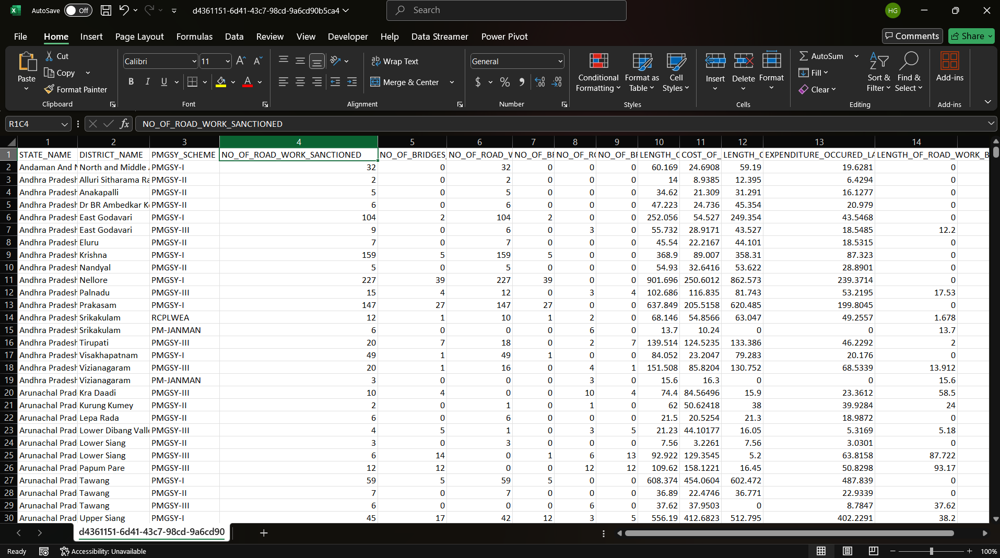 AutoSave Off d4361151-6d41-43c7-98cd-9a6cd90b5ca4 Search HG
File Home Insert Page Layout Formulas Data Review View Developer Help Data Streamer Power Pivot Comments Share
Paste Cut Copy Format Painter Clipboard
Calibri 11 B I U A Font
Wrap Text Merge & Center Alignment
General $ % Number
Conditional Formatting Format as Table Cell Styles Styles
Insert Delete Format Cells
AutoSum Fill Clear Sort & Filter Find & Select Editing
Add-ins Add-ins
R1C4 fx NO_OF_ROAD_WORK_SANCTIONED
1 2 3 4 5 6 7 8 9 10 11 12 13 14
1 STATE_NAME DISTRICT_NAME PMGSY_SCHEME NO_OF_ROAD_WORK_SANCTIONED NO_OF_BRIDGES_ NO_OF_ROAD_W NO_OF_BR NO_OF_RO NO_OF_BR LENGTH_O COST_OF_ LENGTH_O EXPENDITURE_OCCURED_LA LENGTH_OF_ROAD_WORK_B
2 Andaman And N North and Middle A PMGSY-I 32 0 32 0 0 0 60.169 24.6908 59.19 19.6281 0
3 Andhra Pradesh Alluri Sitharama Ra PMGSY-II 2 0 2 0 0 0 14 8.9385 12.395 6.4294 0
4 Andhra Pradesh Anakapalli PMGSY-II 5 0 5 0 0 0 34.62 21.309 31.291 16.1277 0
5 Andhra Pradesh Dr BR Ambedkar Ko PMGSY-II 6 0 6 0 0 0 47.223 24.736 45.354 20.979 0
6 Andhra Pradesh East Godavari PMGSY-I 104 2 104 2 0 0 252.056 54.527 249.354 43.5468 0
7 Andhra Pradesh East Godavari PMGSY-III 9 0 6 0 3 0 55.732 28.9171 43.527 18.5485 12.2
8 Andhra Pradesh Eluru PMGSY-II 7 0 7 0 0 0 45.54 22.2167 44.101 18.5315 0
9 Andhra Pradesh Krishna PMGSY-I 159 5 159 5 0 0 368.9 89.007 358.31 87.323 0
10 Andhra Pradesh Nandyal PMGSY-II 5 0 5 0 0 0 54.93 32.6416 53.622 28.8901 0
11 Andhra Pradesh Nellore PMGSY-I 227 39 227 39 0 0 901.696 250.6012 862.573 239.3714 0
12 Andhra Pradesh Palnadu PMGSY-III 15 4 12 0 3 4 102.686 116.835 81.743 53.2195 17.53
13 Andhra Pradesh Prakasam PMGSY-I 147 27 147 27 0 0 637.849 205.5158 620.485 199.8045 0
14 Andhra Pradesh Srikakulam RCPLWEA 12 1 10 1 2 0 68.146 54.8566 63.047 49.2557 1.678
15 Andhra Pradesh Srikakulam PM-JANMAN 6 0 0 0 6 0 13.7 10.24 0 0 13.7
16 Andhra Pradesh Tirupati PMGSY-III 20 7 18 0 2 7 139.514 124.5235 133.386 46.2292 2
17 Andhra Pradesh Visakhapatnam PMGSY-I 49 1 49 1 0 0 84.052 23.2047 79.283 20.176 0
18 Andhra Pradesh Vizianagaram PMGSY-III 20 1 16 0 4 1 151.508 85.8204 130.752 68.5339 13.912
19 Andhra Pradesh Vizianagaram PM-JANMAN 3 0 0 0 3 0 15.6 16.3 0 0 15.6
20 Arunachal Prad Kra Daadi PMGSY-III 10 4 0 0 10 4 74.4 84.56496 15.9 23.3612 58.5
21 Arunachal Prad Kurung Kumey PMGSY-II 2 0 1 0 1 0 62 50.62418 38 39.9284 24
22 Arunachal Prad Lepa Rada PMGSY-II 6 0 6 0 0 0 21.5 20.5254 21.3 18.9872 0
23 Arunachal Prad Lower Dibang Valle PMGSY-III 4 5 1 0 3 5 21.23 44.10177 16.05 5.3169 5.18
24 Arunachal Prad Lower Siang PMGSY-II 3 0 3 0 0 0 7.56 3.2261 7.56 3.0301 0
25 Arunachal Prad Lower Siang PMGSY-III 6 14 0 1 6 13 92.922 129.3545 5.2 63.8158 87.722
26 Arunachal Prad Papum Pare PMGSY-III 12 12 0 0 12 12 109.62 158.1221 16.45 50.8298 93.17
27 Arunachal Prad Tawang PMGSY-I 59 5 59 5 0 0 608.374 454.0604 602.472 487.839 0
28 Arunachal Prad Tawang PMGSY-II 7 0 7 0 0 0 36.89 22.4746 36.771 22.9339 0
29 Arunachal Prad Tawang PMGSY-III 6 0 0 0 6 0 37.62 37.9503 0 8.7847 37.62
30 Arunachal Prad Upper Siang PMGSY-I 45 17 42 12 3 5 556.19 412.6823 512.795 402.2291 38.2
d4361151-6d41-43c7-98cd-9a6cd90
Ready Accessibility: Unavailable 100%